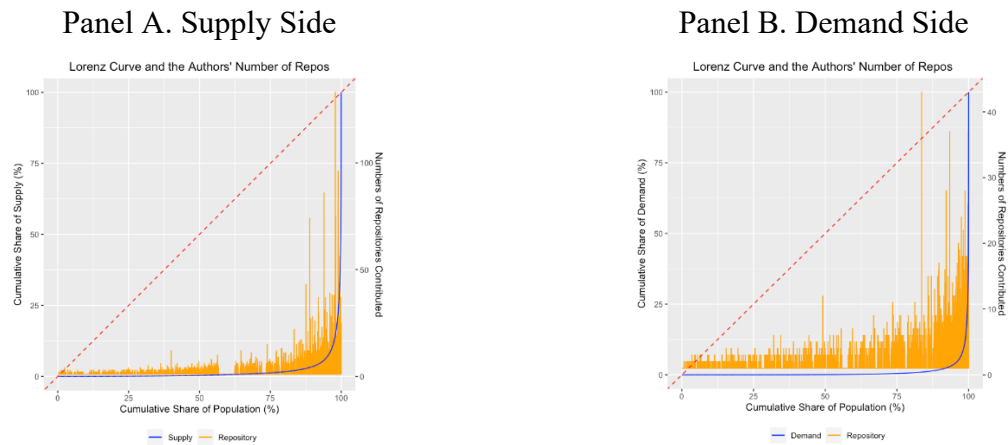 Panel A. Supply Side
Lorenz Curve and the Authors' Number of Repos
100
75
50
25
0
Cumulative Share of Supply (%)
100
50
0
Numbers of Repositories Contributed
0
25
50
75
100
Cumulative Share of Population (%)
Supply
Repository
Panel B. Demand Side
Lorenz Curve and the Authors' Number of Repos
100
75
50
25
0
Cumulative Share of Demand (%)
40
30
20
10
0
Numbers of Repositories Contributed
0
25
50
75
100
Cumulative Share of Population (%)
Demand
Repository